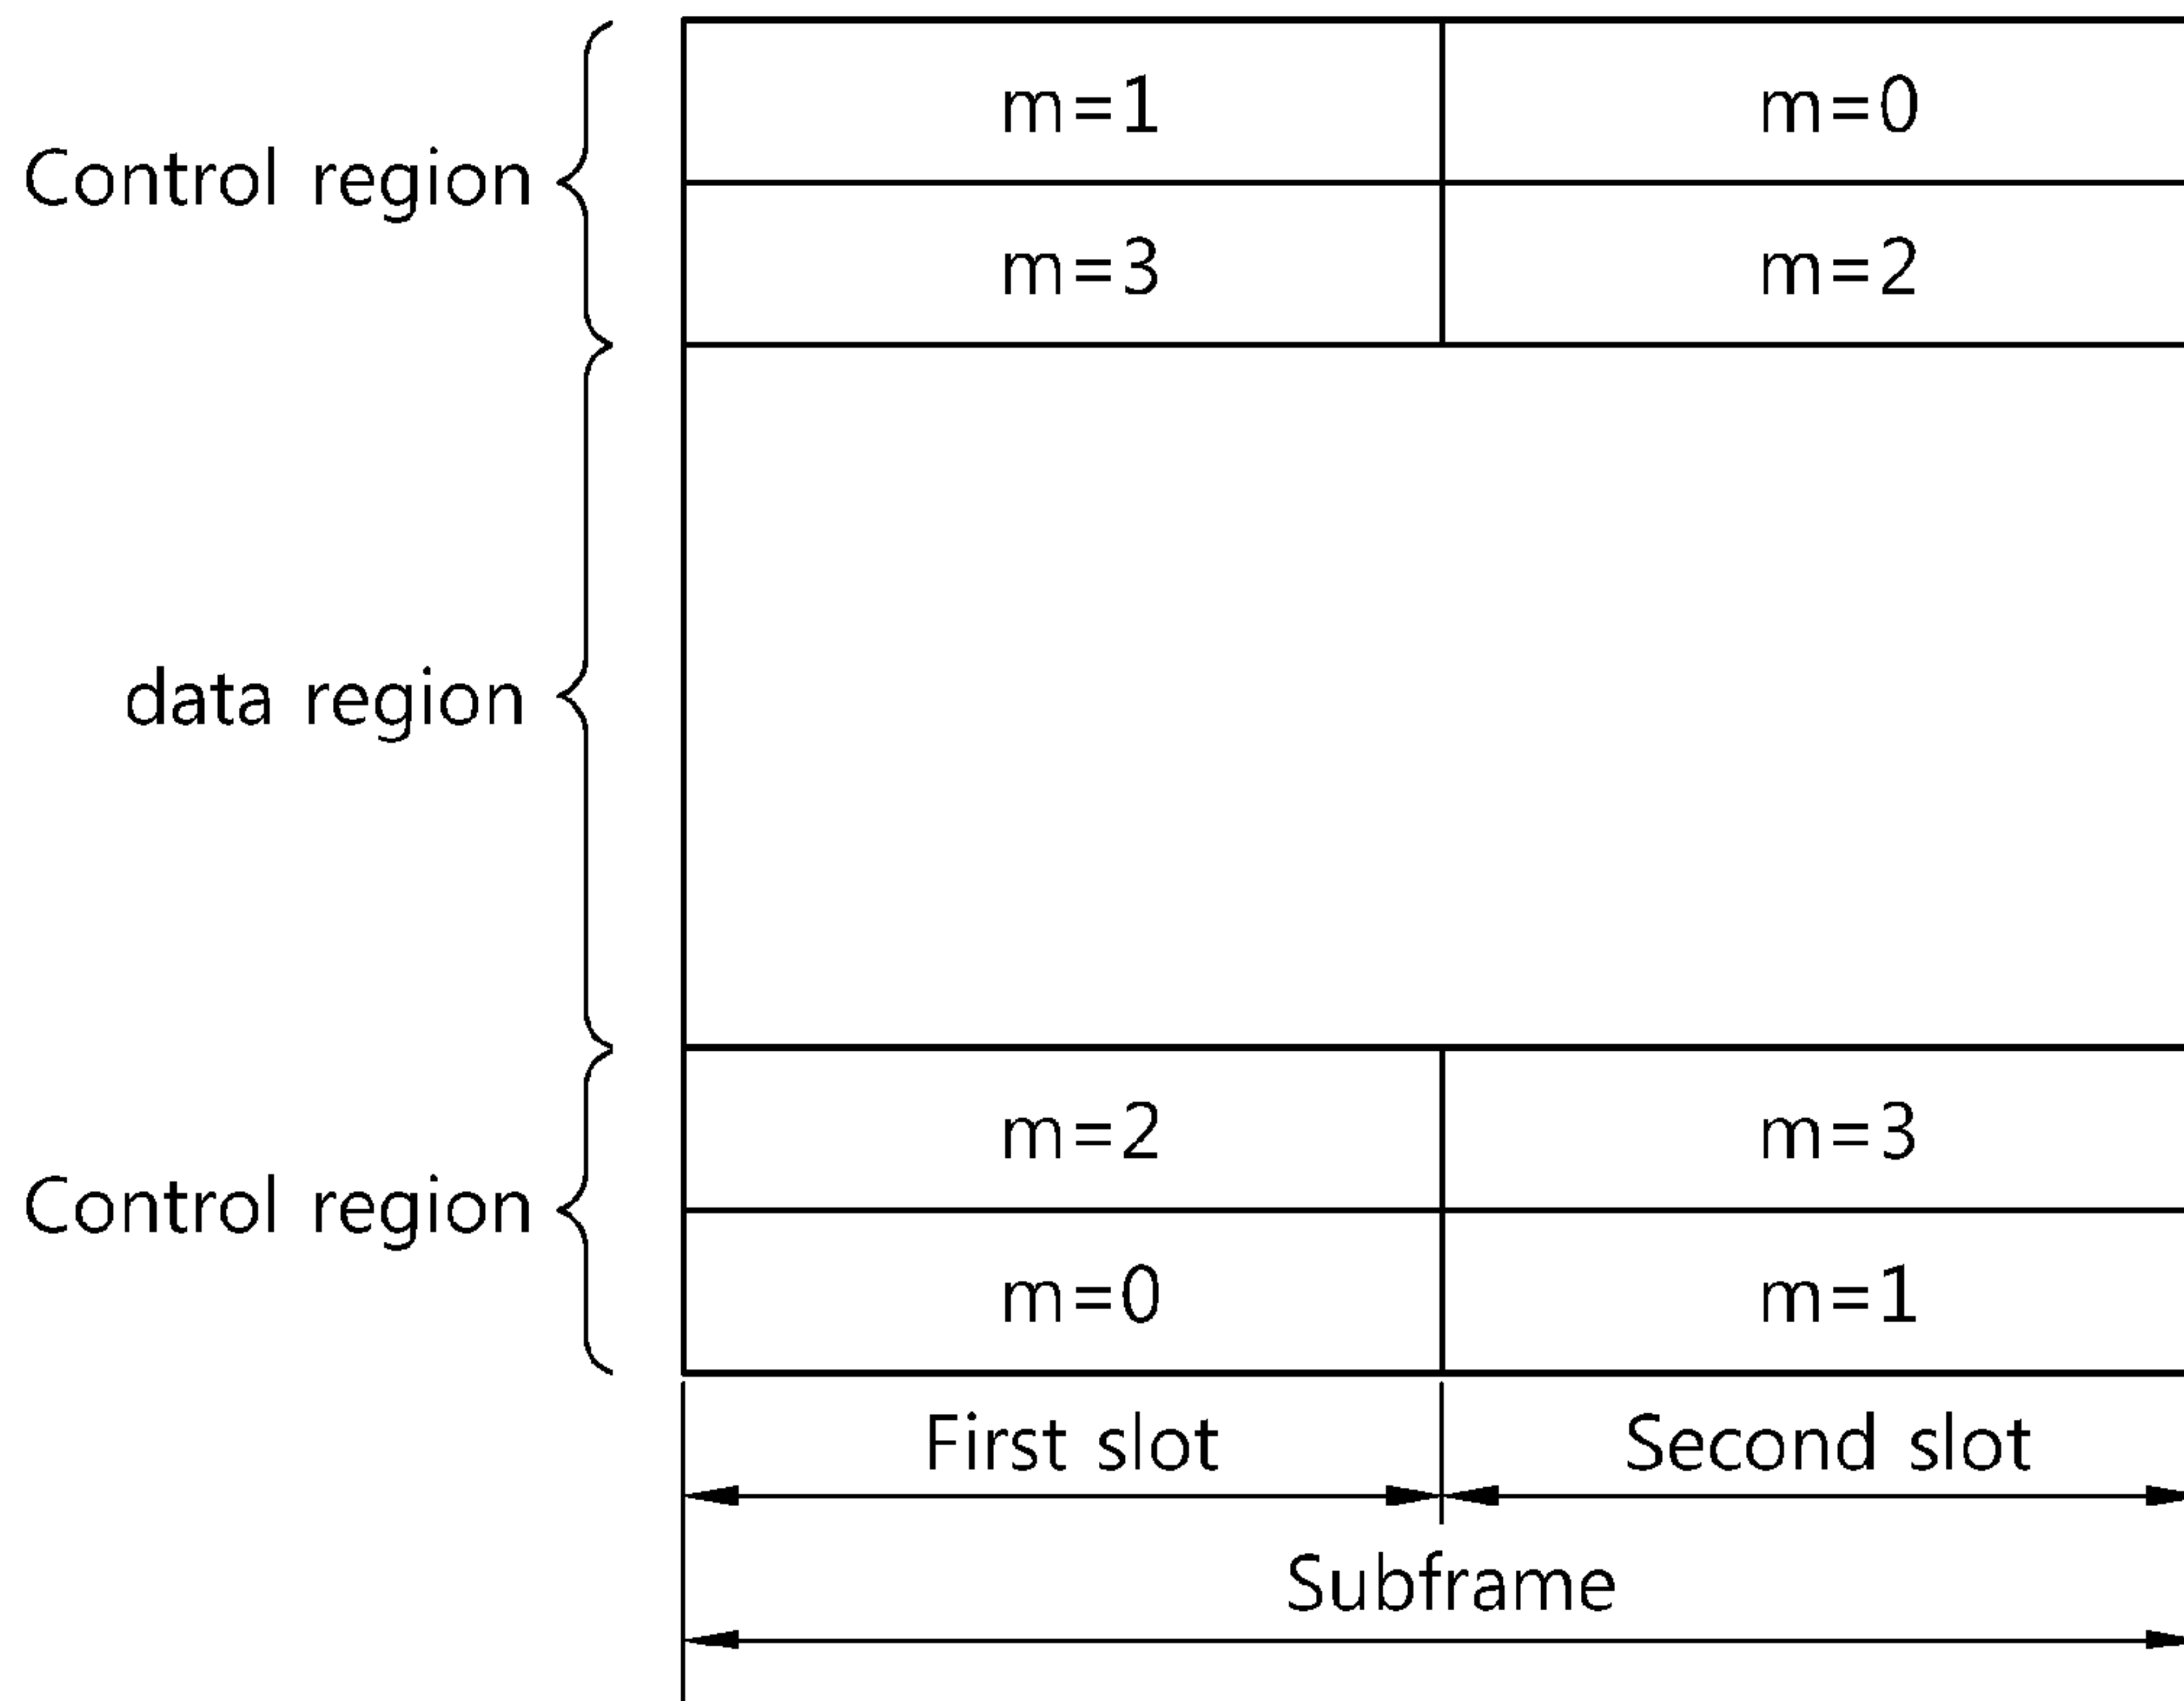 m=1 m=0
Control region
m=3 m=2
data region
m=2 m=3
Control region
m=0 m=1
First slot Second slot
Subframe